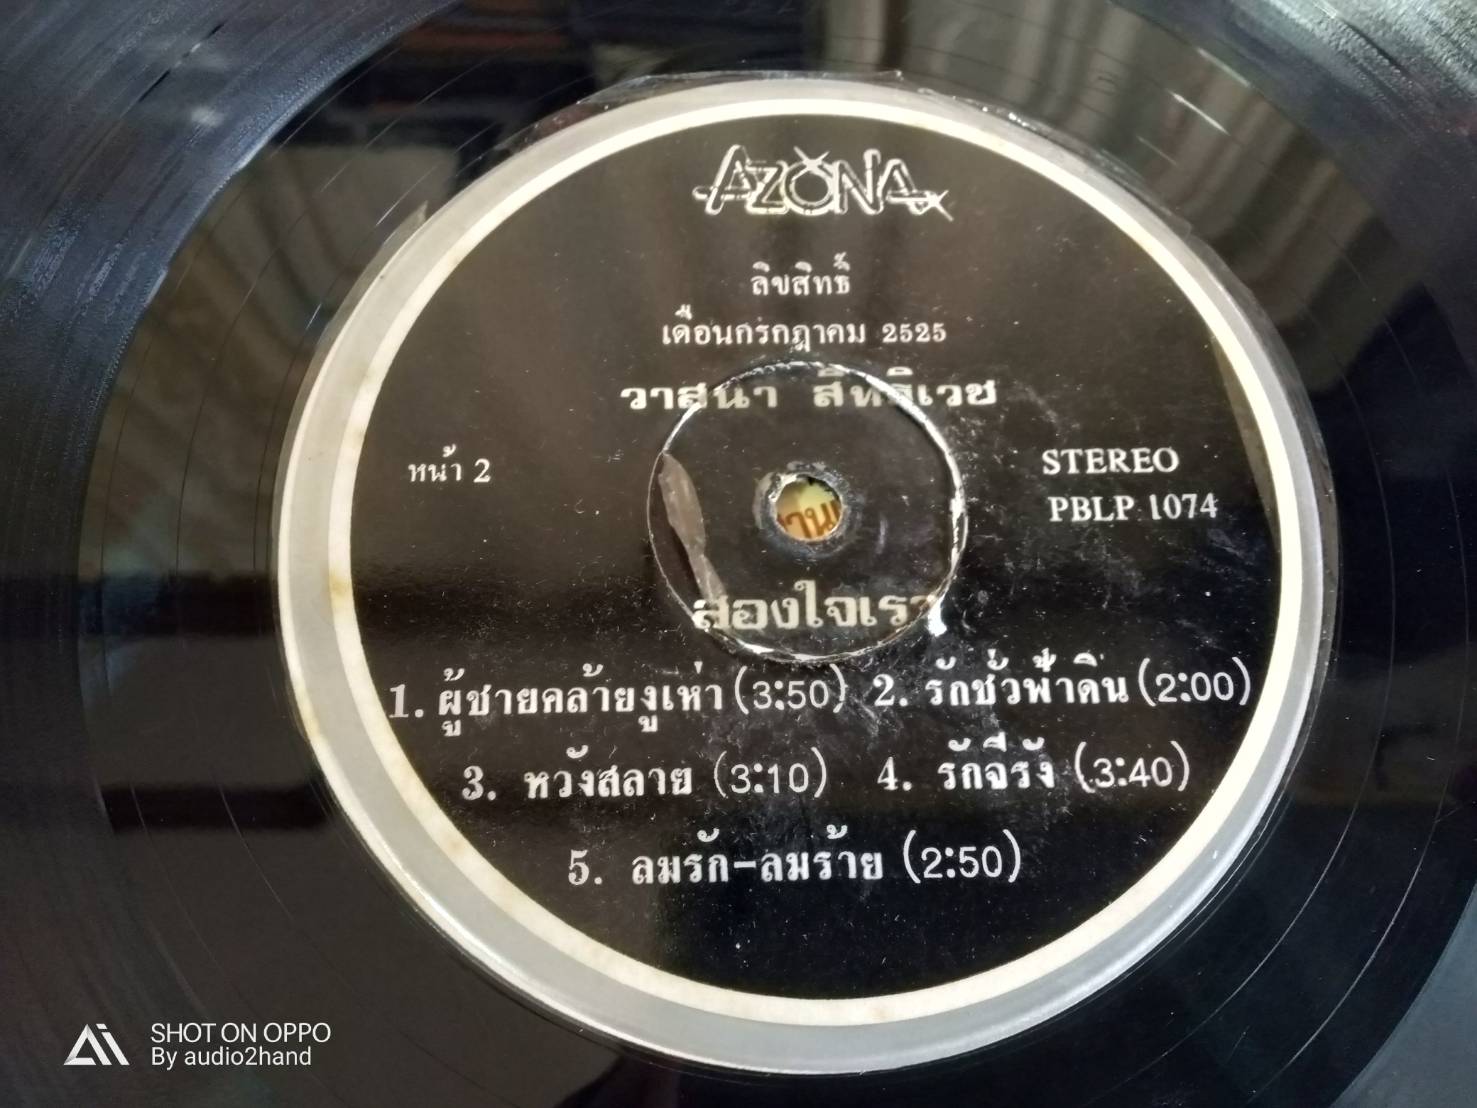 AZONA
ลิขสิทธิ์
เดือนกรกฎาคม 2525
วาสนา สิทธิเวช
หน้า 2
STEREO
PBLP 1074
สองใจเรา
1. ผู้ชายคล้ายงูเห่า (3:50) 2. รักชั่วฟ้าดิน (2:00)
3. หวังสลาย (3:10) 4. รักจีรัง (3:40)
5. ลมรัก-ลมร้าย (2:50)
SHOT ON OPPO
By audio2hand